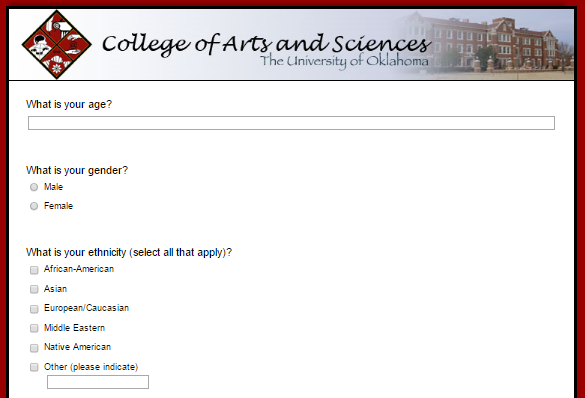 College of Arts and Sciences
The University of Oklahoma
What is your age?
What is your gender?
Male
Female
What is your ethnicity (select all that apply)?
African-American
Asian
European/Caucasian
Middle Eastern
Native American
Other (please indicate)